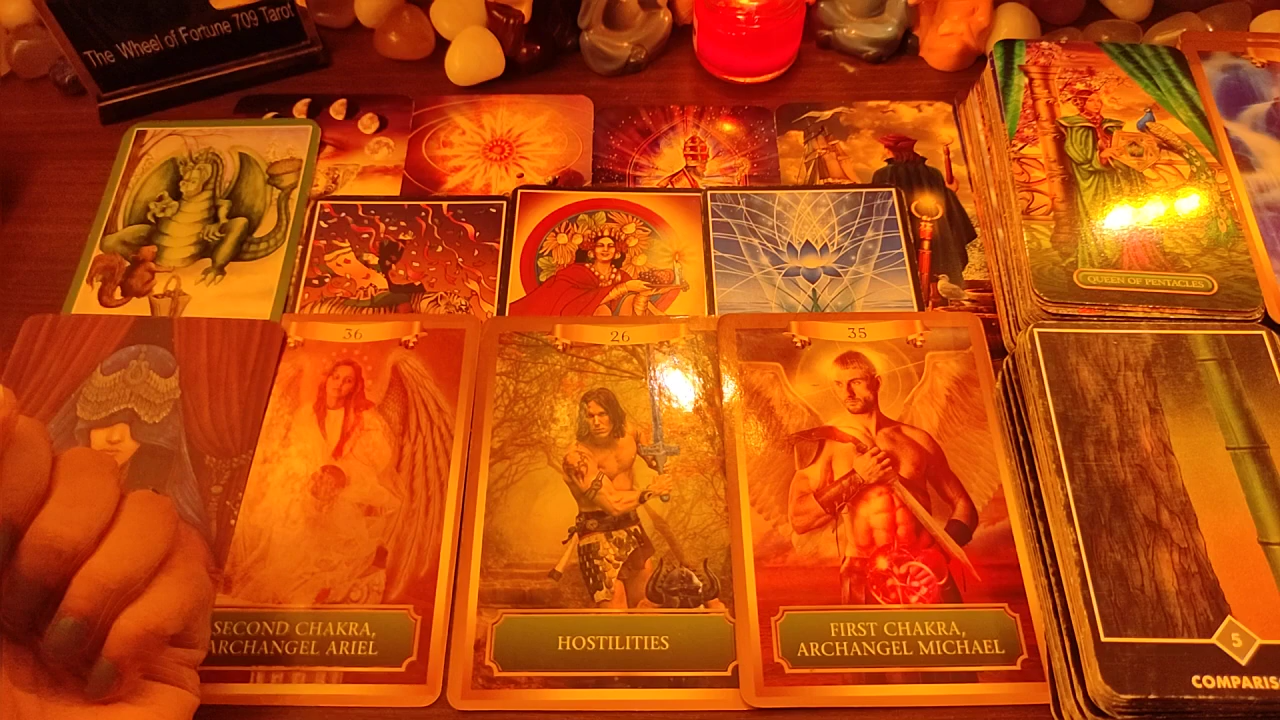 The Wheel of Fortune 709 Tarot
QUEEN OF PENTACLES
36
SECOND CHAKRA,
ARCHANGEL ARIEL
26
HOSTILITIES
35
FIRST CHAKRA,
ARCHANGEL MICHAEL
5
COMPARIS